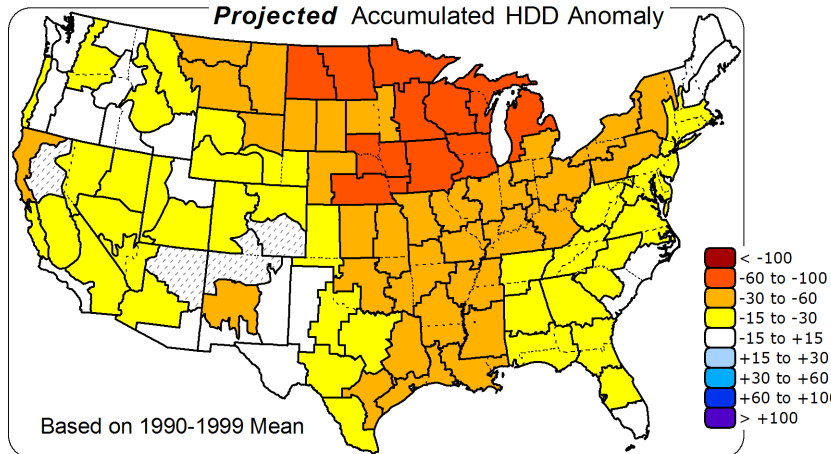 Projected Accumulated HDD Anomaly
< -100
-60 to -100
-30 to -60
-15 to -30
-15 to +15
+15 to +30
+30 to +60
+60 to +100
> +100
Based on 1990-1999 Mean